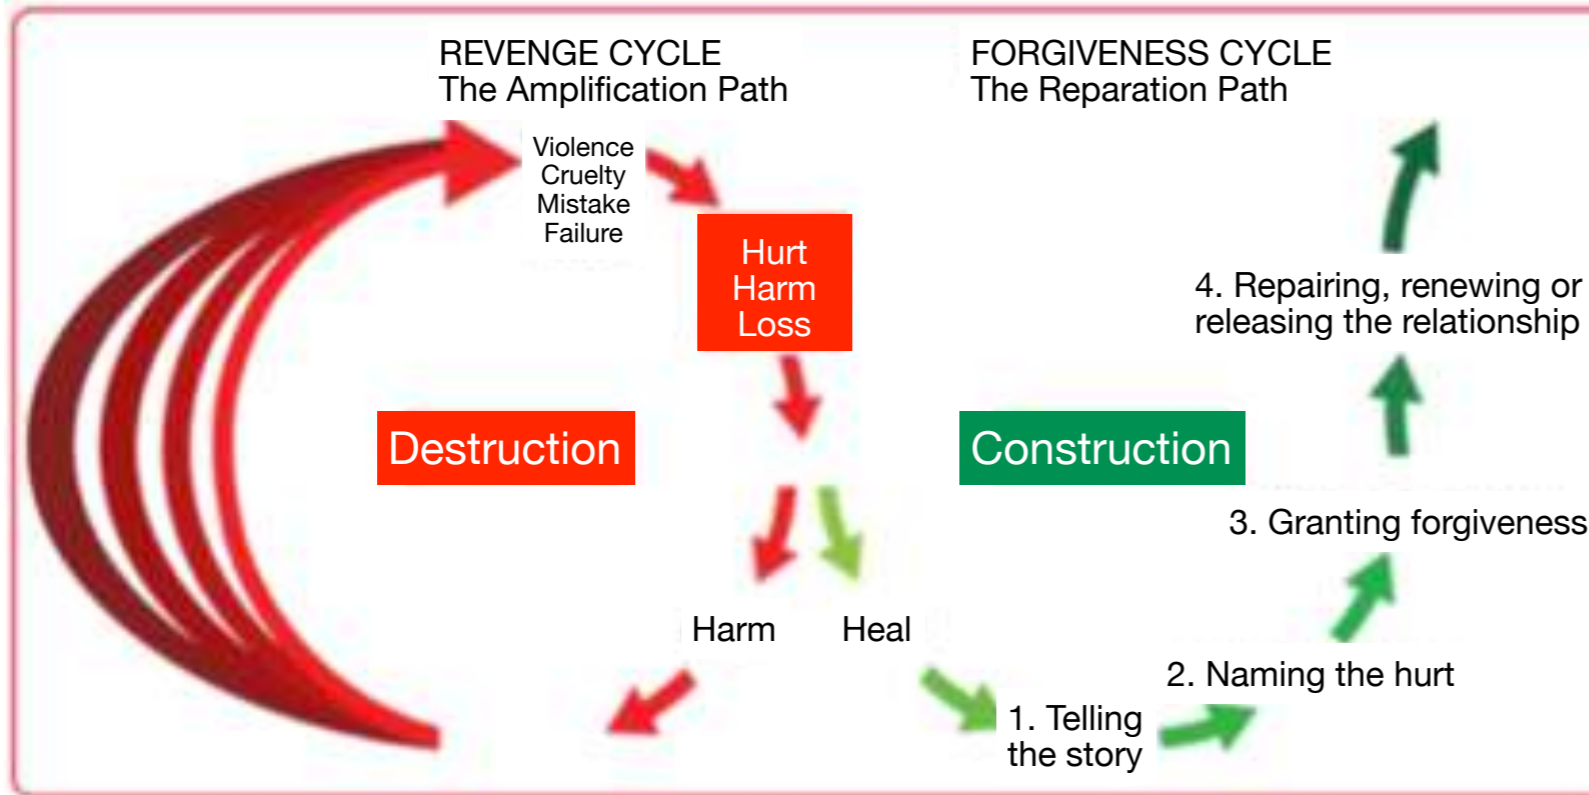 REVENGE CYCLE
The Amplification Path
FORGIVENESS CYCLE
The Reparation Path
Violence
Cruelty
Mistake
Failure
Hurt
Harm
Loss
Destruction
Harm
Heal
Construction
1. Telling
the story
2. Naming the hurt
3. Granting forgiveness
4. Repairing, renewing or
releasing the relationship